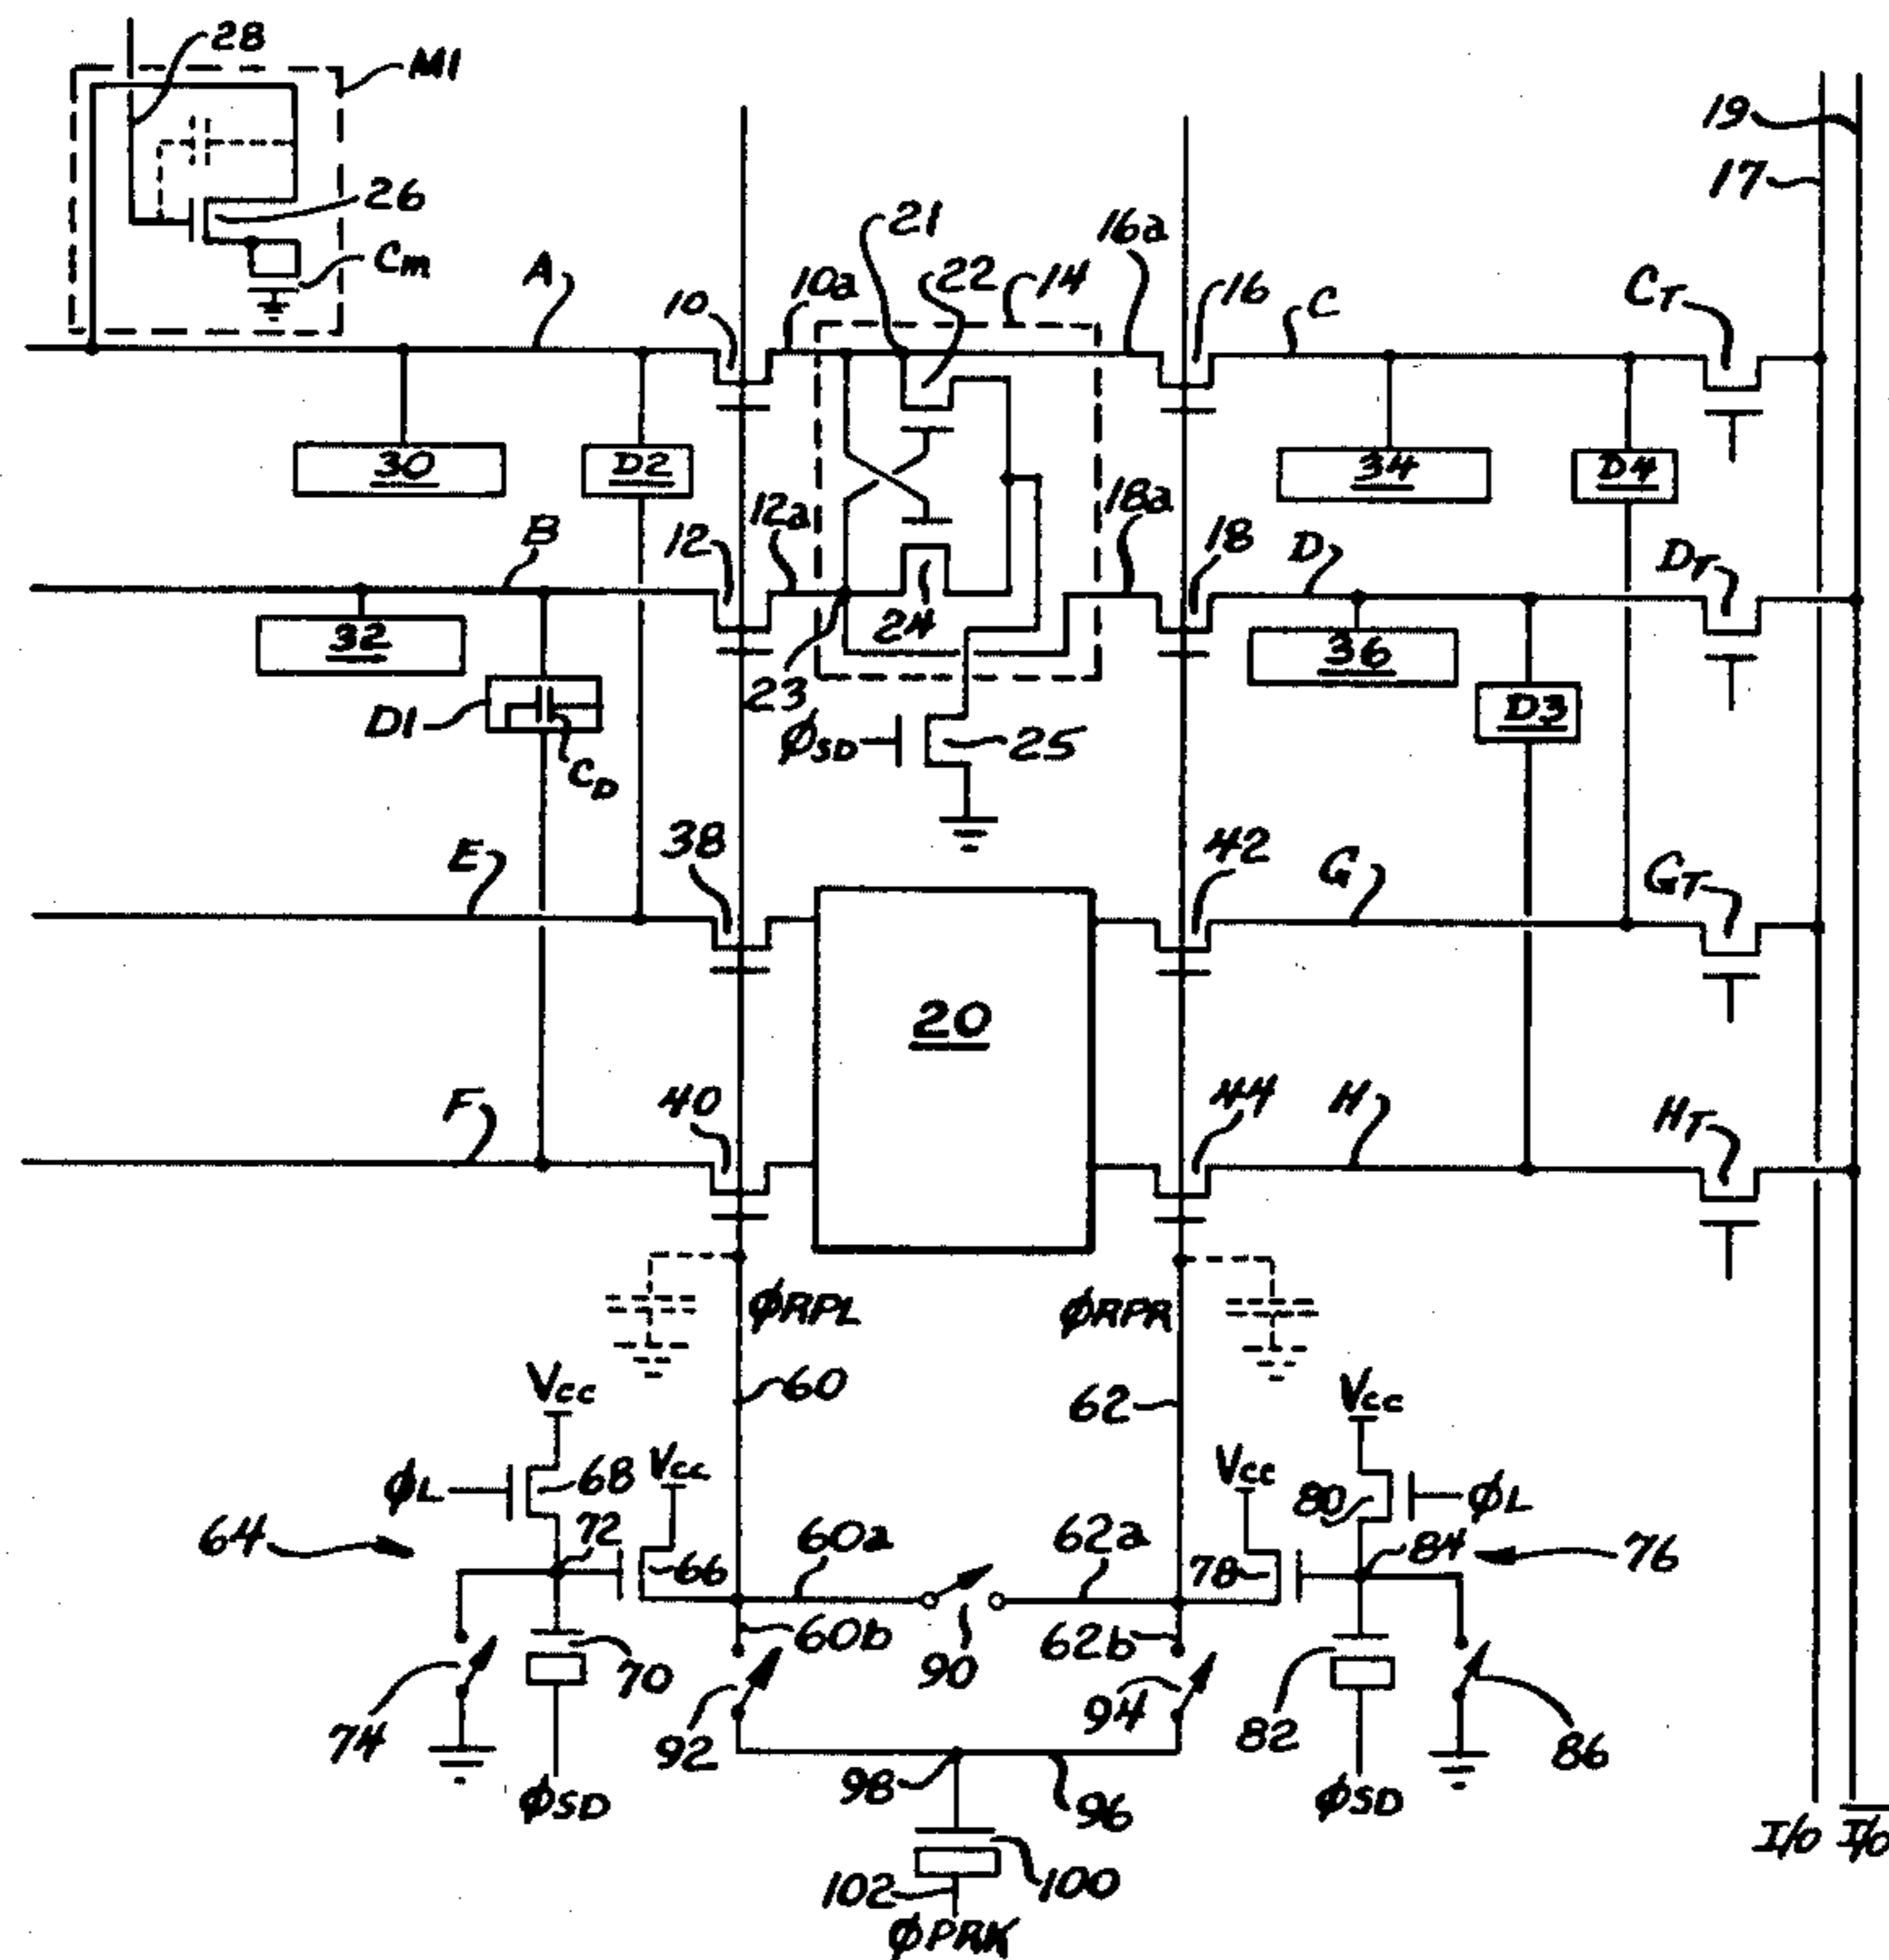 28
M1
26
Cm
19
17
A
10
10a
21
22
14
16a
16
C
CT
30
D2
34
D4
B
12
12a
18a
18
D
DT
32
24
36
23
D1
CD
φSD
25
D3
E
38
42
G
GT
20
F
40
44
H
HT
φRPL
φRPR
60
62
Vcc
Vcc
φL
68
Vcc
Vcc
80
φL
64
72
66
60a
62a
78
84
76
60b
62b
90
74
70
92
94
82
86
98
96
φSD
φSD
102
100
φPRK
I/O
I/O